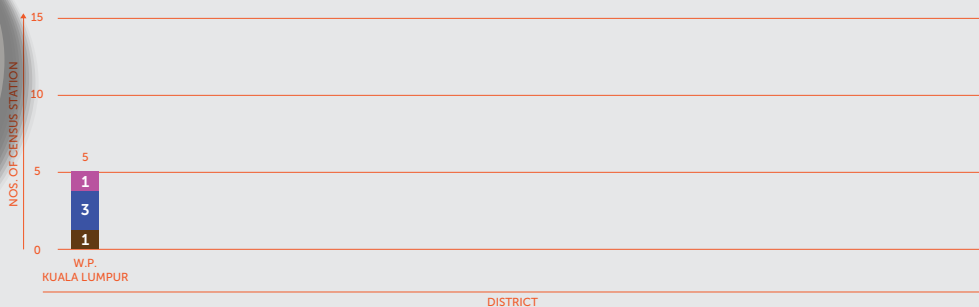 15
10
NOS. OF CENSUS STATION
5
5
1
3
1
0
W.P.
KUALA LUMPUR
DISTRICT